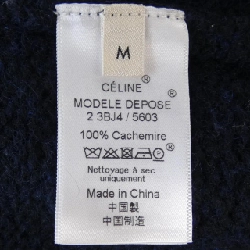 M
CÉLINE®
MODELE DEPOSE®
2 3BJ4 / 5603
100% Cachemire
Nettoyage à sec
uniquement
Made in China
中国製
中国制造